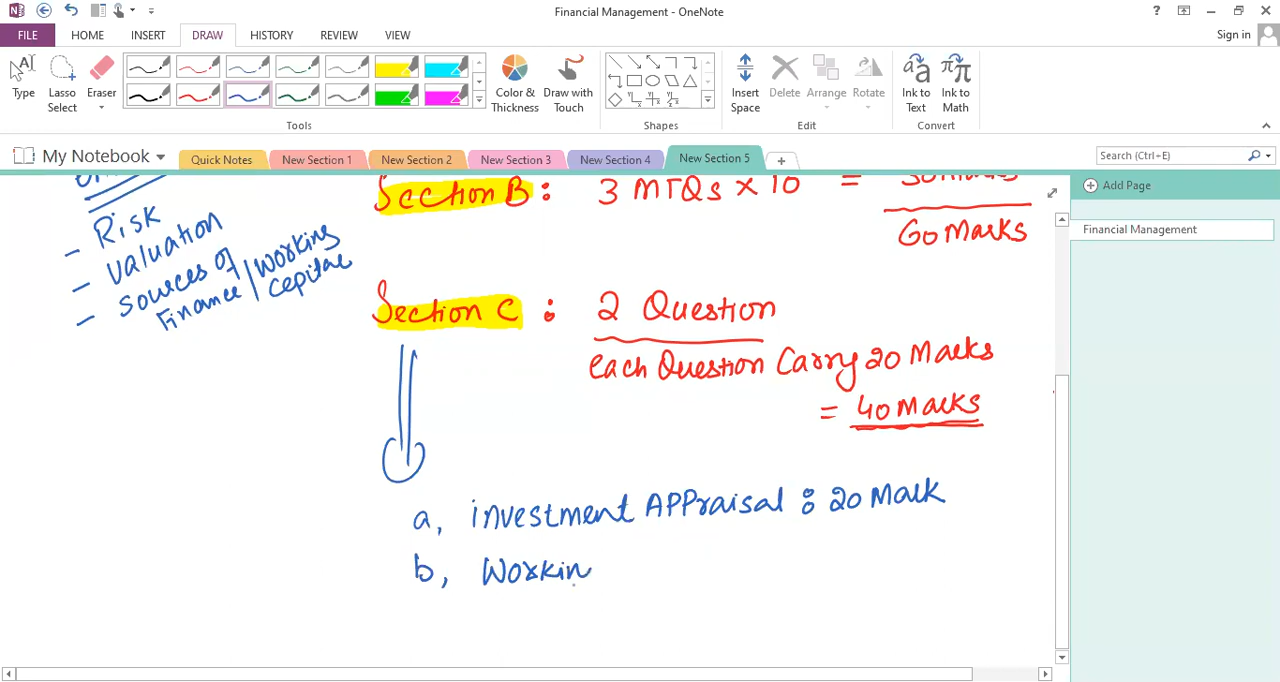 Financial Management - OneNote
FILE HOME INSERT DRAW HISTORY REVIEW VIEW
Sign in
Type
Lasso Select
Eraser
Color & Thickness
Draw with Touch
Insert Space
Delete
Arrange
Rotate
Ink to Text
Ink to Math
Tools
Shapes
Edit
Convert
My Notebook
Quick Notes
New Section 1
New Section 2
New Section 3
New Section 4
New Section 5
Search (Ctrl+E)
Add Page
Financial Management
- Risk
- Valuation
- Sources of
Finance / Working
Capital
Section B : 3 MTQs × 10 =
60 Marks
Section C : 2 Question
each Question Carry 20 Marks
= 40 Marks
a, investment APPraisal : 20 Mark
b, Workin